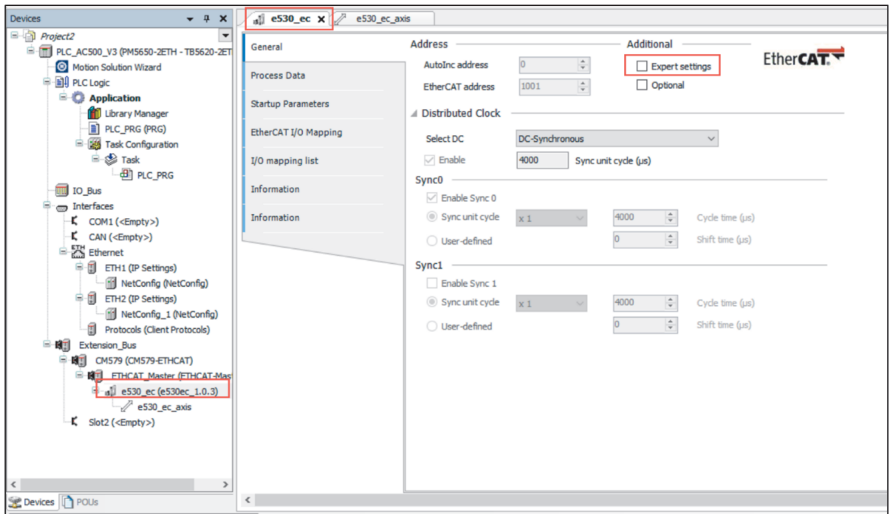 Devices
Project2
PLC_AC500_V3 (PM5650-2ETH - TB5620-2ET
Motion Solution Wizard
PLC Logic
Application
Library Manager
PLC_PRG (PRG)
Task Configuration
Task
PLC_PRG
IO_Bus
Interfaces
COM1 (<Empty>)
CAN (<Empty>)
Ethernet
ETH1 (IP Settings)
NetConfig (NetConfig)
ETH2 (IP Settings)
NetConfig_1 (NetConfig)
Protocols (Client Protocols)
Extension_Bus
CM579 (CM579-ETHCAT)
ETHCAT_Master (ETHCAT-Mas
e530_ec (e530ec_1.0.3)
e530_ec_axis
Slot2 (<Empty>)
Devices POUs
e530_ec e530_ec_axis
General
Process Data
Startup Parameters
EtherCAT I/O Mapping
I/O mapping list
Information
Information
Address Additional
AutoInc address 0 Expert settings
EtherCAT address 1001 Optional
EtherCAT
Distributed Clock
Select DC DC-Synchronous
Enable 4000 Sync unit cycle (µs)
Sync0
Enable Sync 0
Sync unit cycle x 1 4000 Cycle time (µs)
User-defined 0 Shift time (µs)
Sync1
Enable Sync 1
Sync unit cycle x 1 4000 Cycle time (µs)
User-defined 0 Shift time (µs)